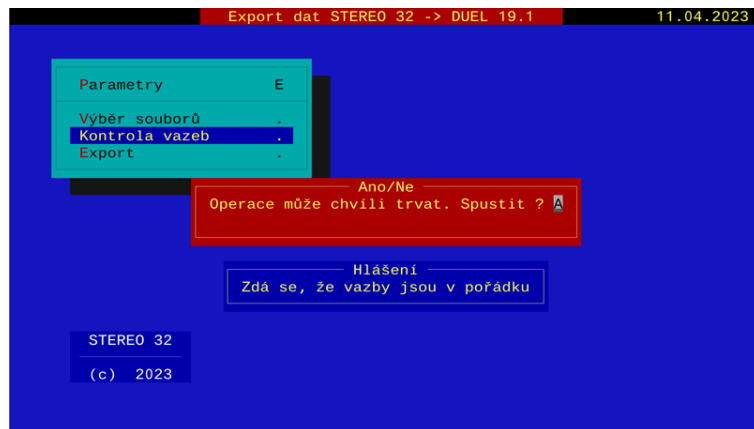 Export dat STEREO 32 -> DUEL 19.1 11.04.2023
Parametry E
Výběr souborů .
Kontrola vazeb .
Export .
Ano/Ne
Operace může chvíli trvat. Spustit ? A
Hlášení
Zdá se, že vazby jsou v pořádku
STEREO 32
(c) 2023